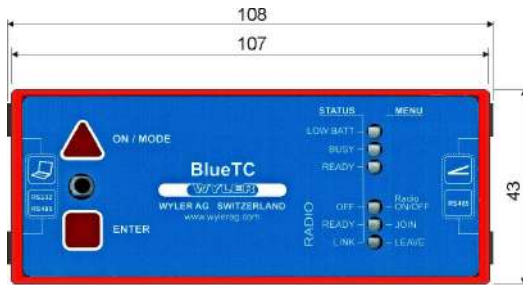 108
107
43
STATUS MENU
ON / MODE
LOW BATT
BUSY
READY
BlueTC
WYLER
WYLER AG SWITZERLAND
www.wylerag.com
RS232
RS485
RS485
ENTER
RADIO
OFF Radio ON/OFF
READY JOIN
LINK LEAVE